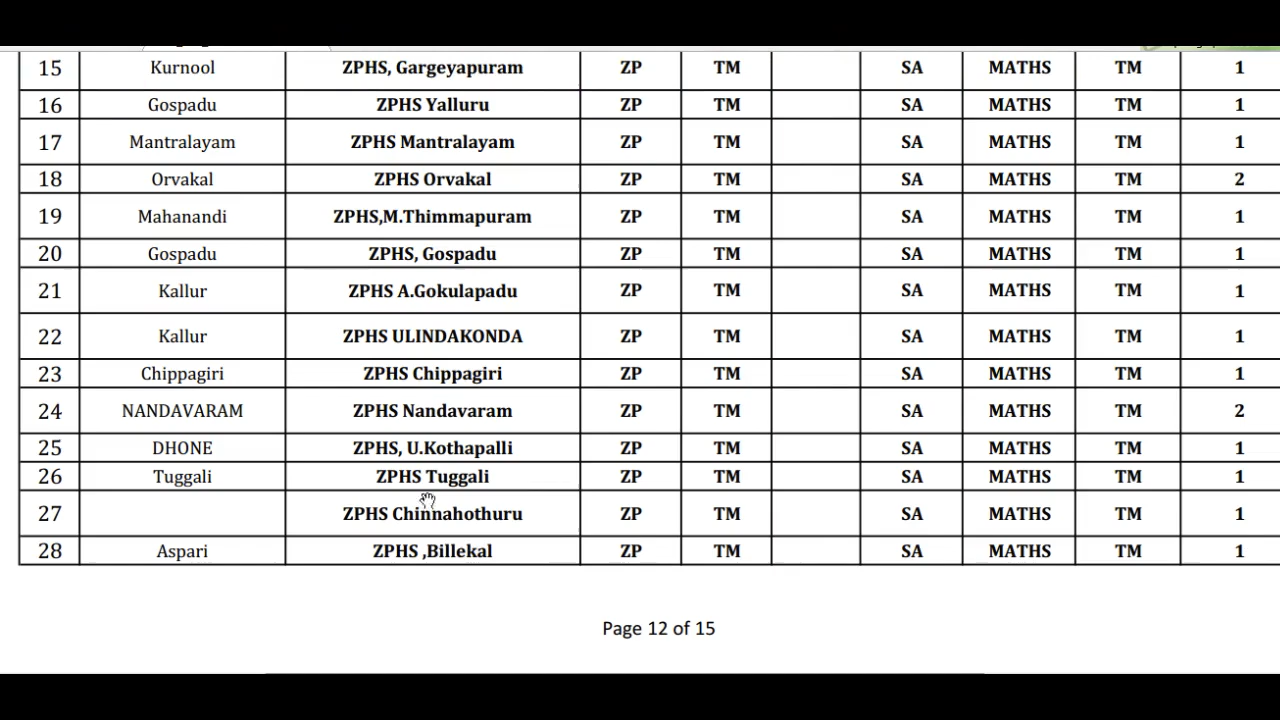 15 Kurnool ZPHS, Gargeyapuram ZP TM SA MATHS TM 1
16 Gospadu ZPHS Yalluru ZP TM SA MATHS TM 1
17 Mantralayam ZPHS Mantralayam ZP TM SA MATHS TM 1
18 Orvakal ZPHS Orvakal ZP TM SA MATHS TM 2
19 Mahanandi ZPHS,M.Thimmapuram ZP TM SA MATHS TM 1
20 Gospadu ZPHS, Gospadu ZP TM SA MATHS TM 1
21 Kallur ZPHS A.Gokulapadu ZP TM SA MATHS TM 1
22 Kallur ZPHS ULINDAKONDA ZP TM SA MATHS TM 1
23 Chippagiri ZPHS Chippagiri ZP TM SA MATHS TM 1
24 NANDAVARAM ZPHS Nandavaram ZP TM SA MATHS TM 2
25 DHONE ZPHS, U.Kothapalli ZP TM SA MATHS TM 1
26 Tuggali ZPHS Tuggali ZP TM SA MATHS TM 1
27 ZPHS Chinnahothuru ZP TM SA MATHS TM 1
28 Aspari ZPHS ,Billekal ZP TM SA MATHS TM 1
Page 12 of 15